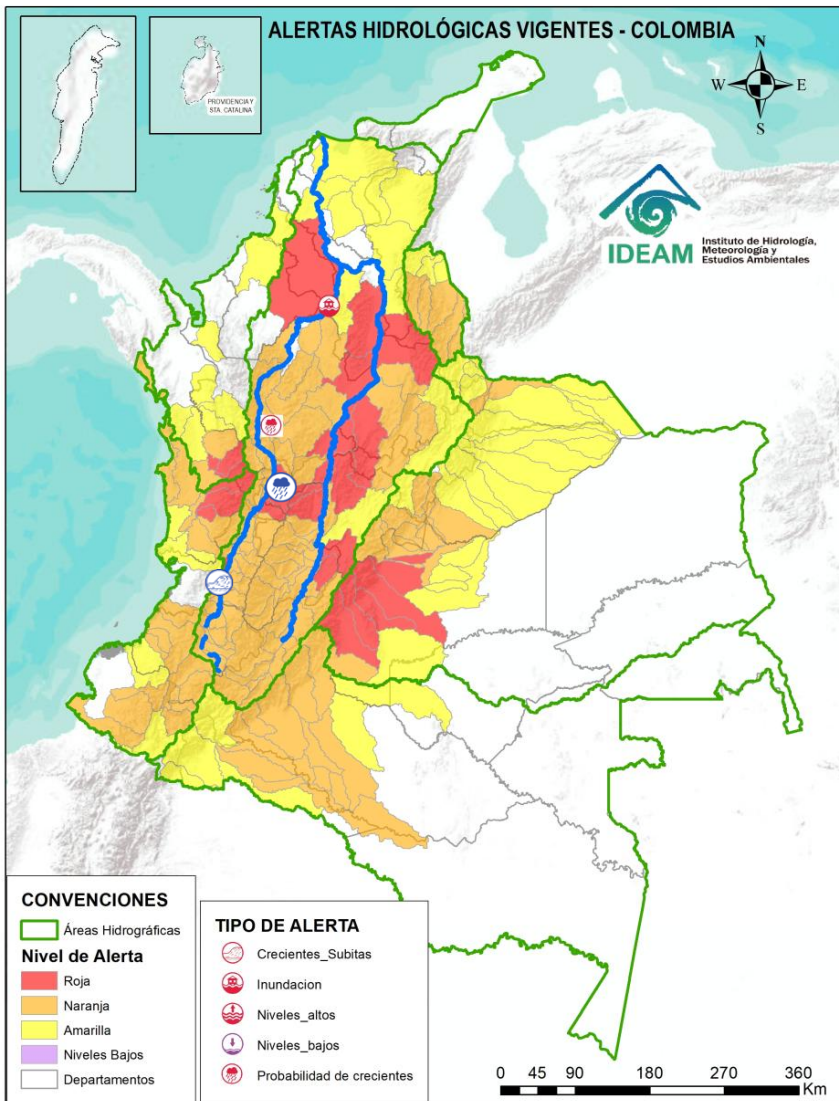 ALERTAS HIDROLÓGICAS VIGENTES - COLOMBIA
PROVIDENCIA Y
STA. CATALINA
N
W E
S
IDEAM
Instituto de Hidrología,
Meteorología y
Estudios Ambientales
CONVENCIONES
Áreas Hidrográficas
Nivel de Alerta
Roja
Naranja
Amarilla
Niveles Bajos
Departamentos
TIPO DE ALERTA
Crecientes_Subitas
Inundacion
Niveles_altos
Niveles_bajos
Probabilidad de crecientes
0 45 90 180 270 360
Km